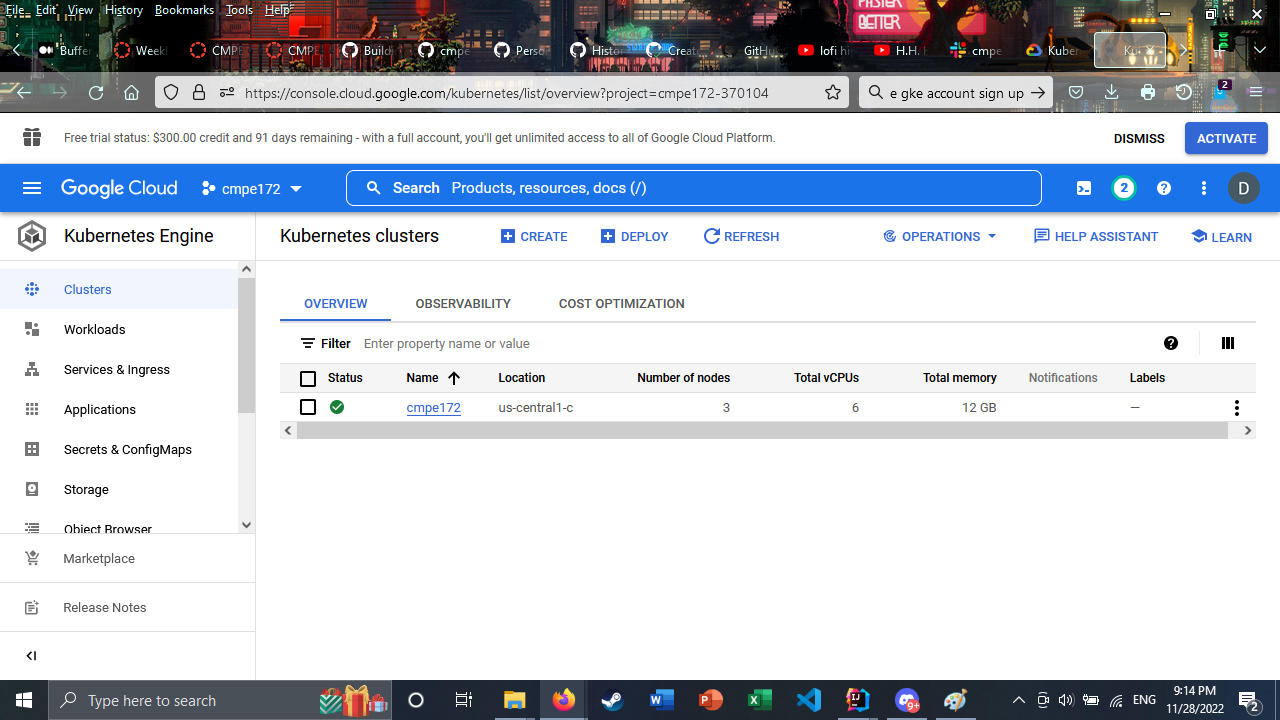 File Edit View History Bookmarks Tools Help
MASTER
BETTER
Buffer Week CMPE CMPE Build cmpe Perso Histo Creat GitHu lofi hi H.H. cmpe Kuber Ku
https://console.cloud.google.com/kubernetes/list/overview?project=cmpe172-370104
e gke account sign up
2
Free trial status: $300.00 credit and 91 days remaining - with a full account, you'll get unlimited access to all of Google Cloud Platform.
DISMISS
ACTIVATE
Google Cloud
cmpe172
Search Products, resources, docs (/)
2
D
Kubernetes Engine
Kubernetes clusters
CREATE
DEPLOY
REFRESH
OPERATIONS
HELP ASSISTANT
LEARN
Clusters
Workloads
Services & Ingress
Applications
Secrets & ConfigMaps
Storage
Object Browser
Marketplace
Release Notes
OVERVIEW
OBSERVABILITY
COST OPTIMIZATION
Filter Enter property name or value
Status Name Location Number of nodes Total vCPUs Total memory Notifications Labels
cmpe172 us-central1-c 3 6 12 GB —
Type here to search
9+
ENG
9:14 PM
11/28/2022
2